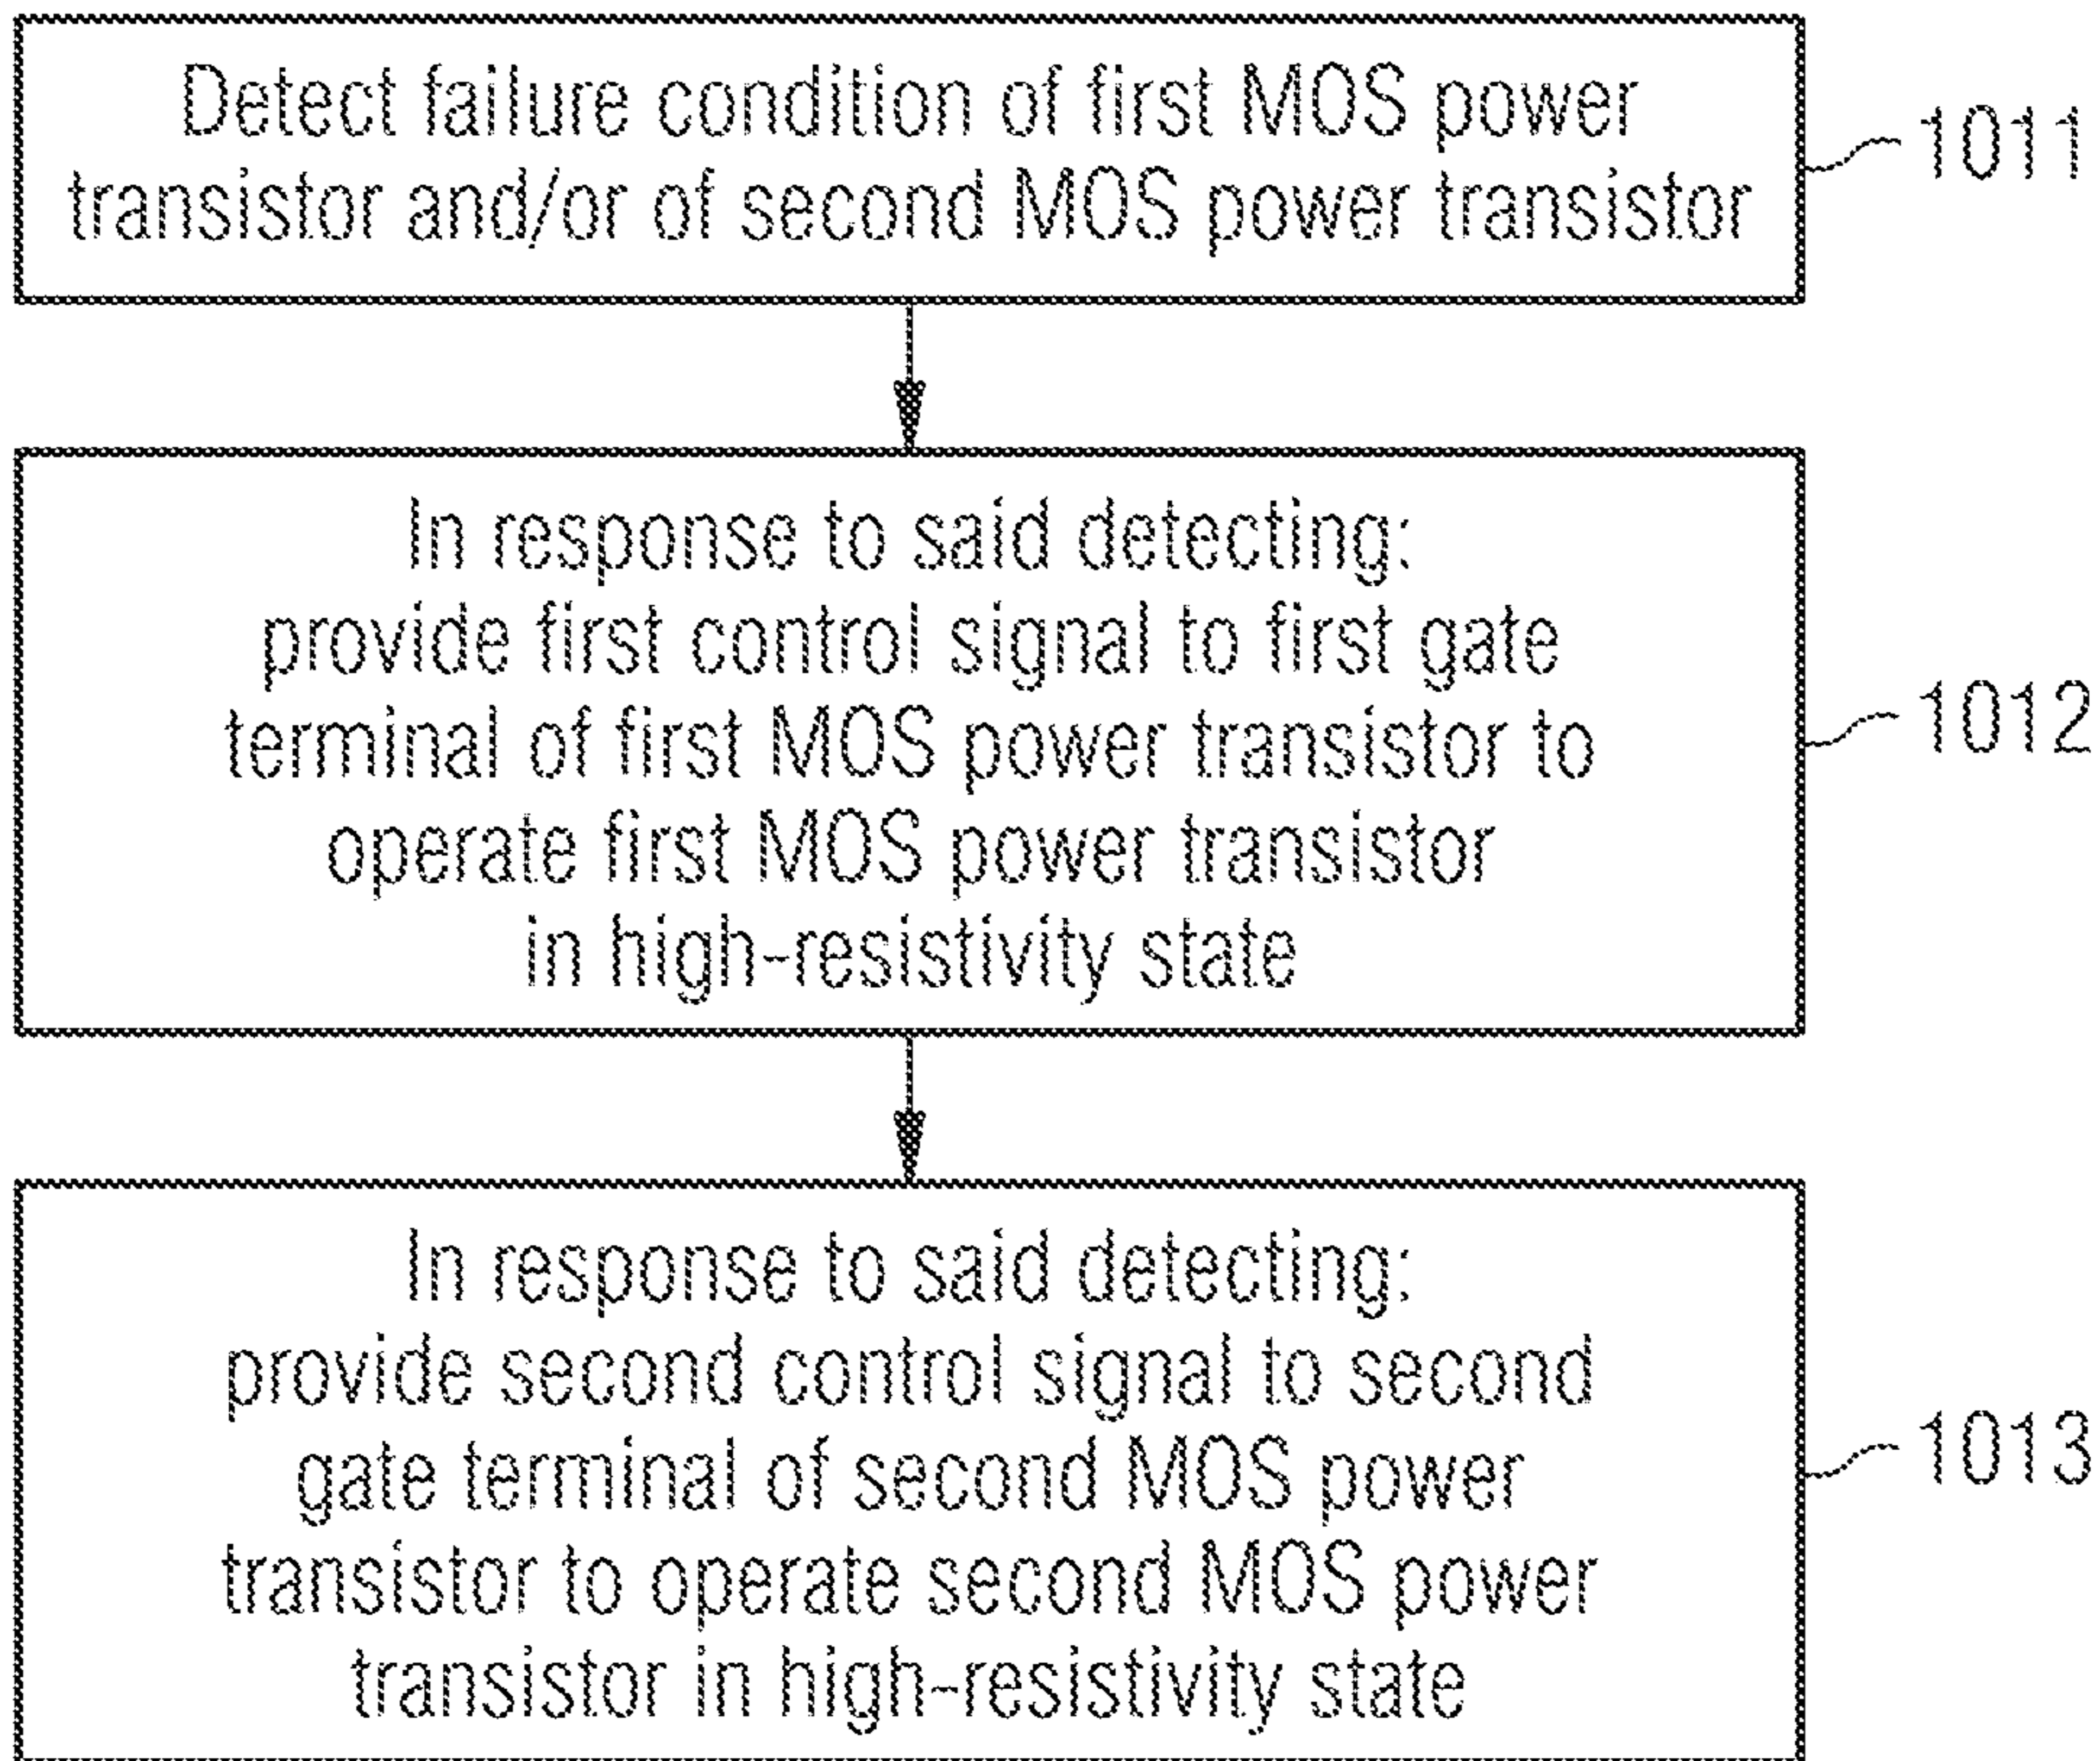 Detect failure condition of first MOS power
transistor and/or of second MOS power transistor
1011
In response to said detecting:
provide first control signal to first gate
terminal of first MOS power transistor to
operate first MOS power transistor
in high-resistivity state
1012
In response to said detecting:
provide second control signal to second
gate terminal of second MOS power
transistor to operate second MOS power
transistor in high-resistivity state
1013